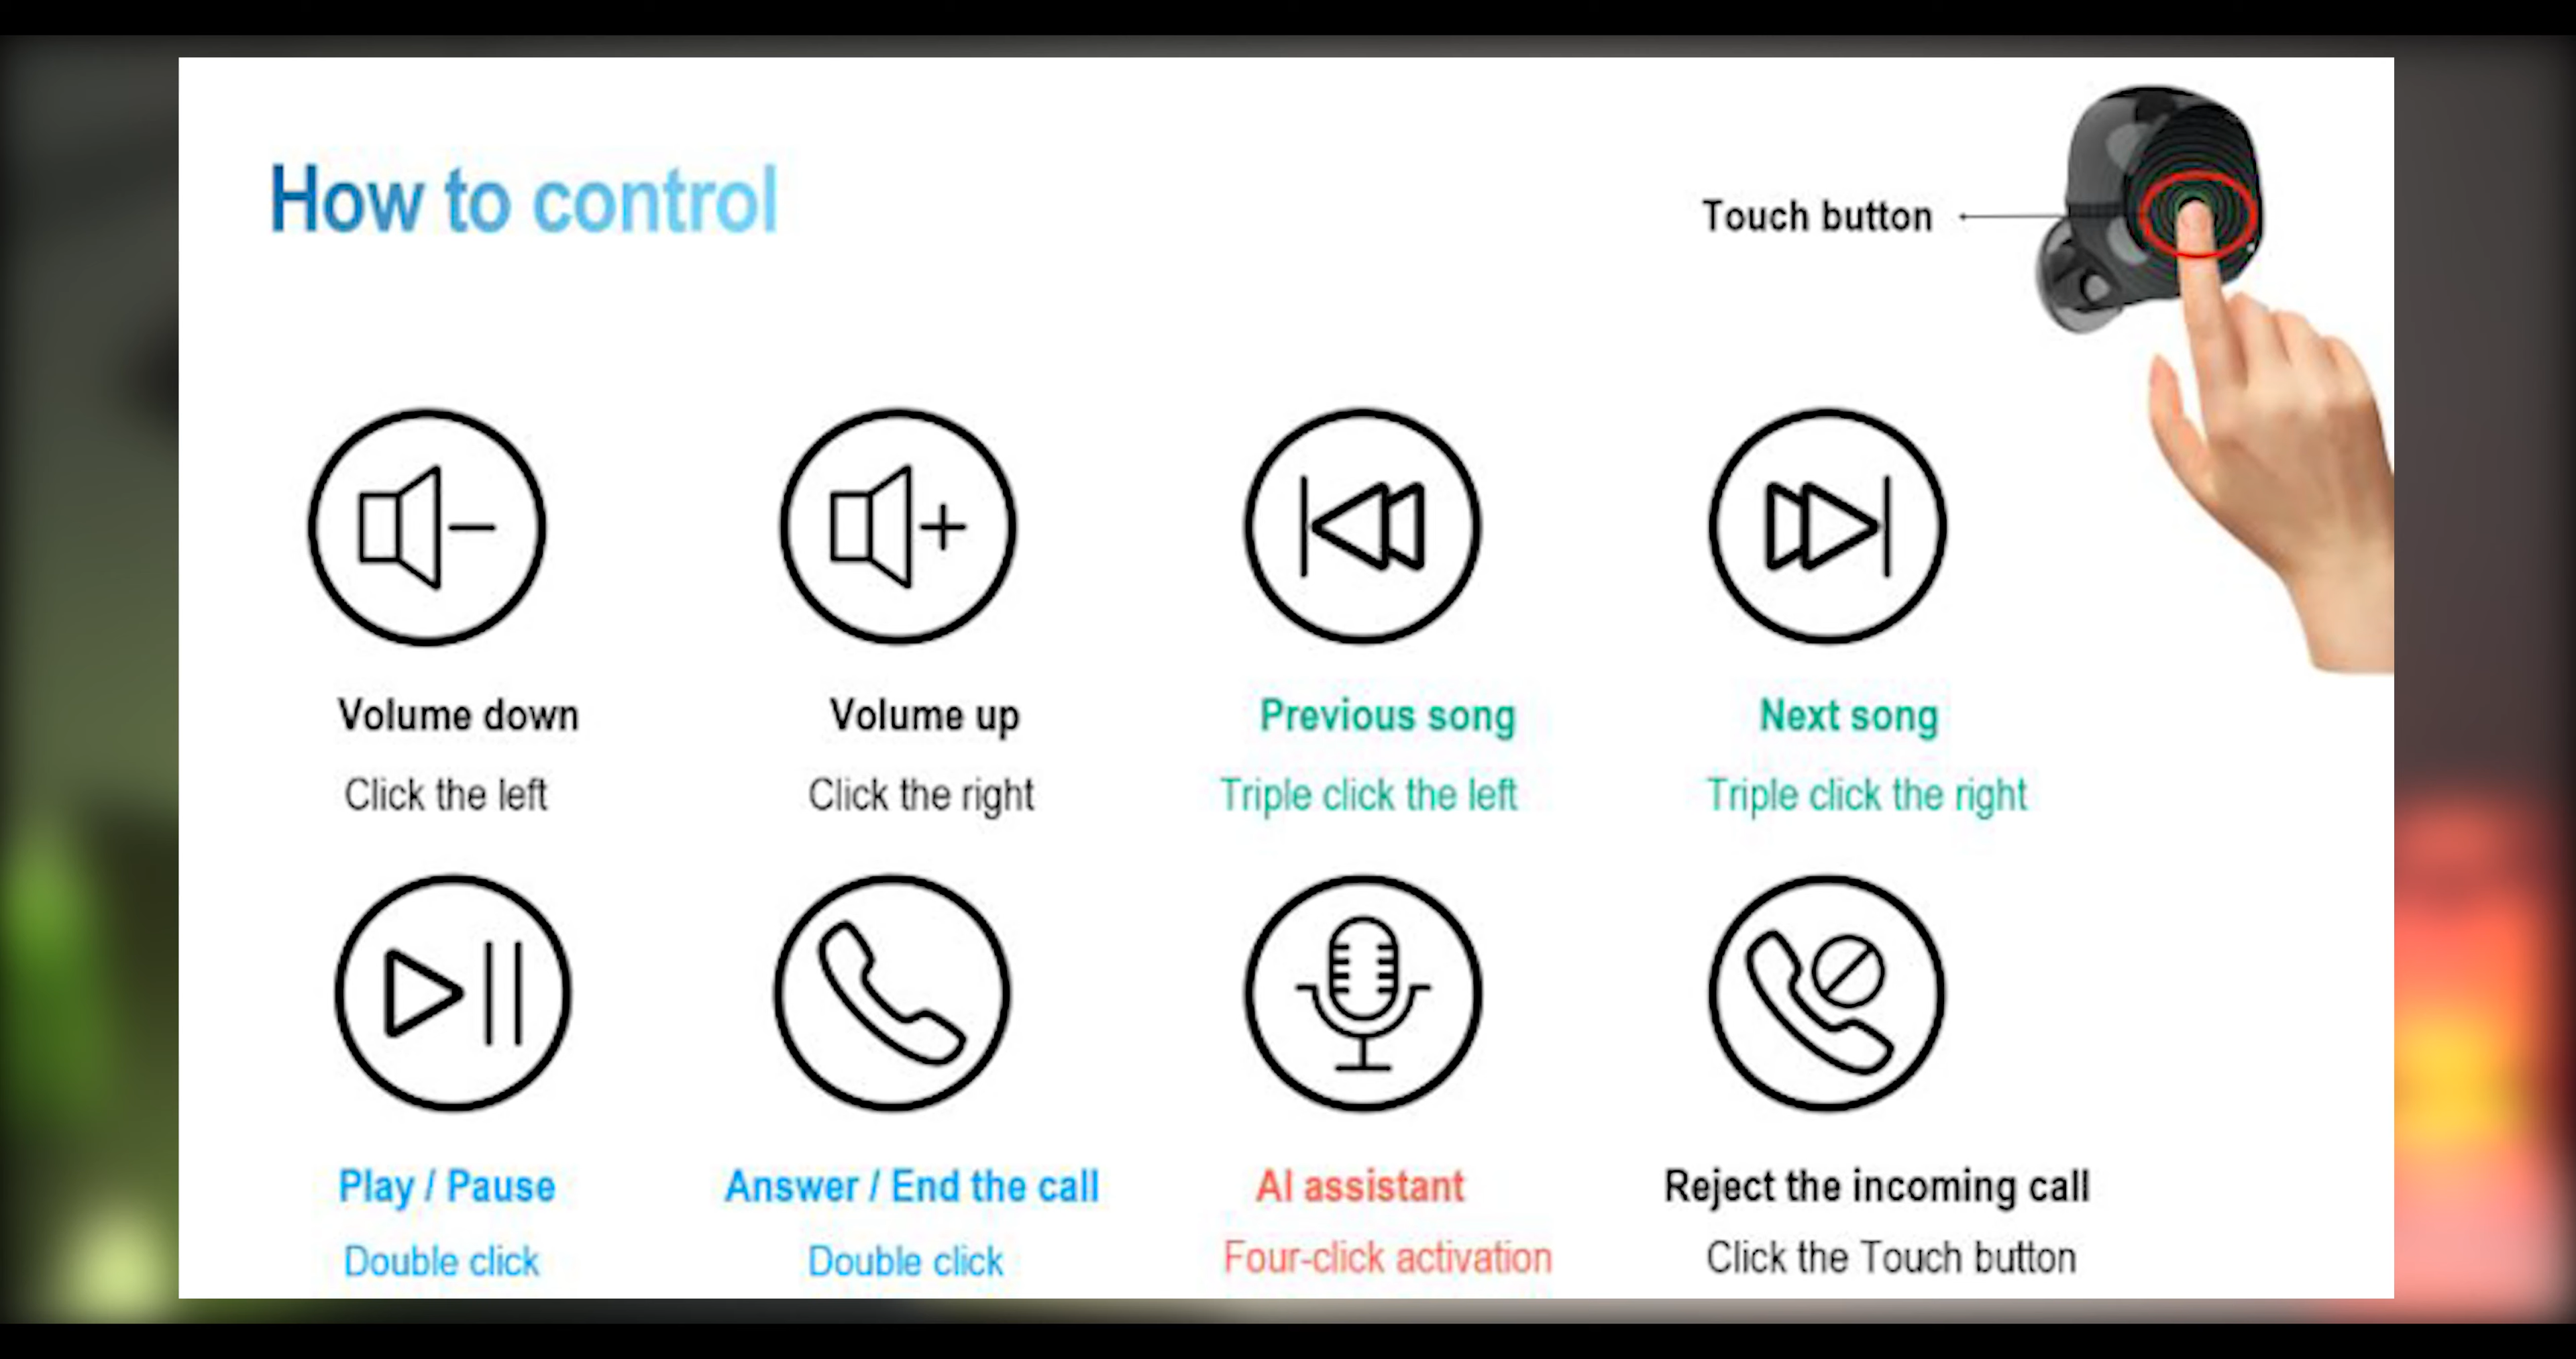 How to control
Touch button
Volume down
Click the left
Volume up
Click the right
Previous song
Triple click the left
Next song
Triple click the right
Play / Pause
Double click
Answer / End the call
Double click
AI assistant
Four-click activation
Reject the incoming call
Click the Touch button